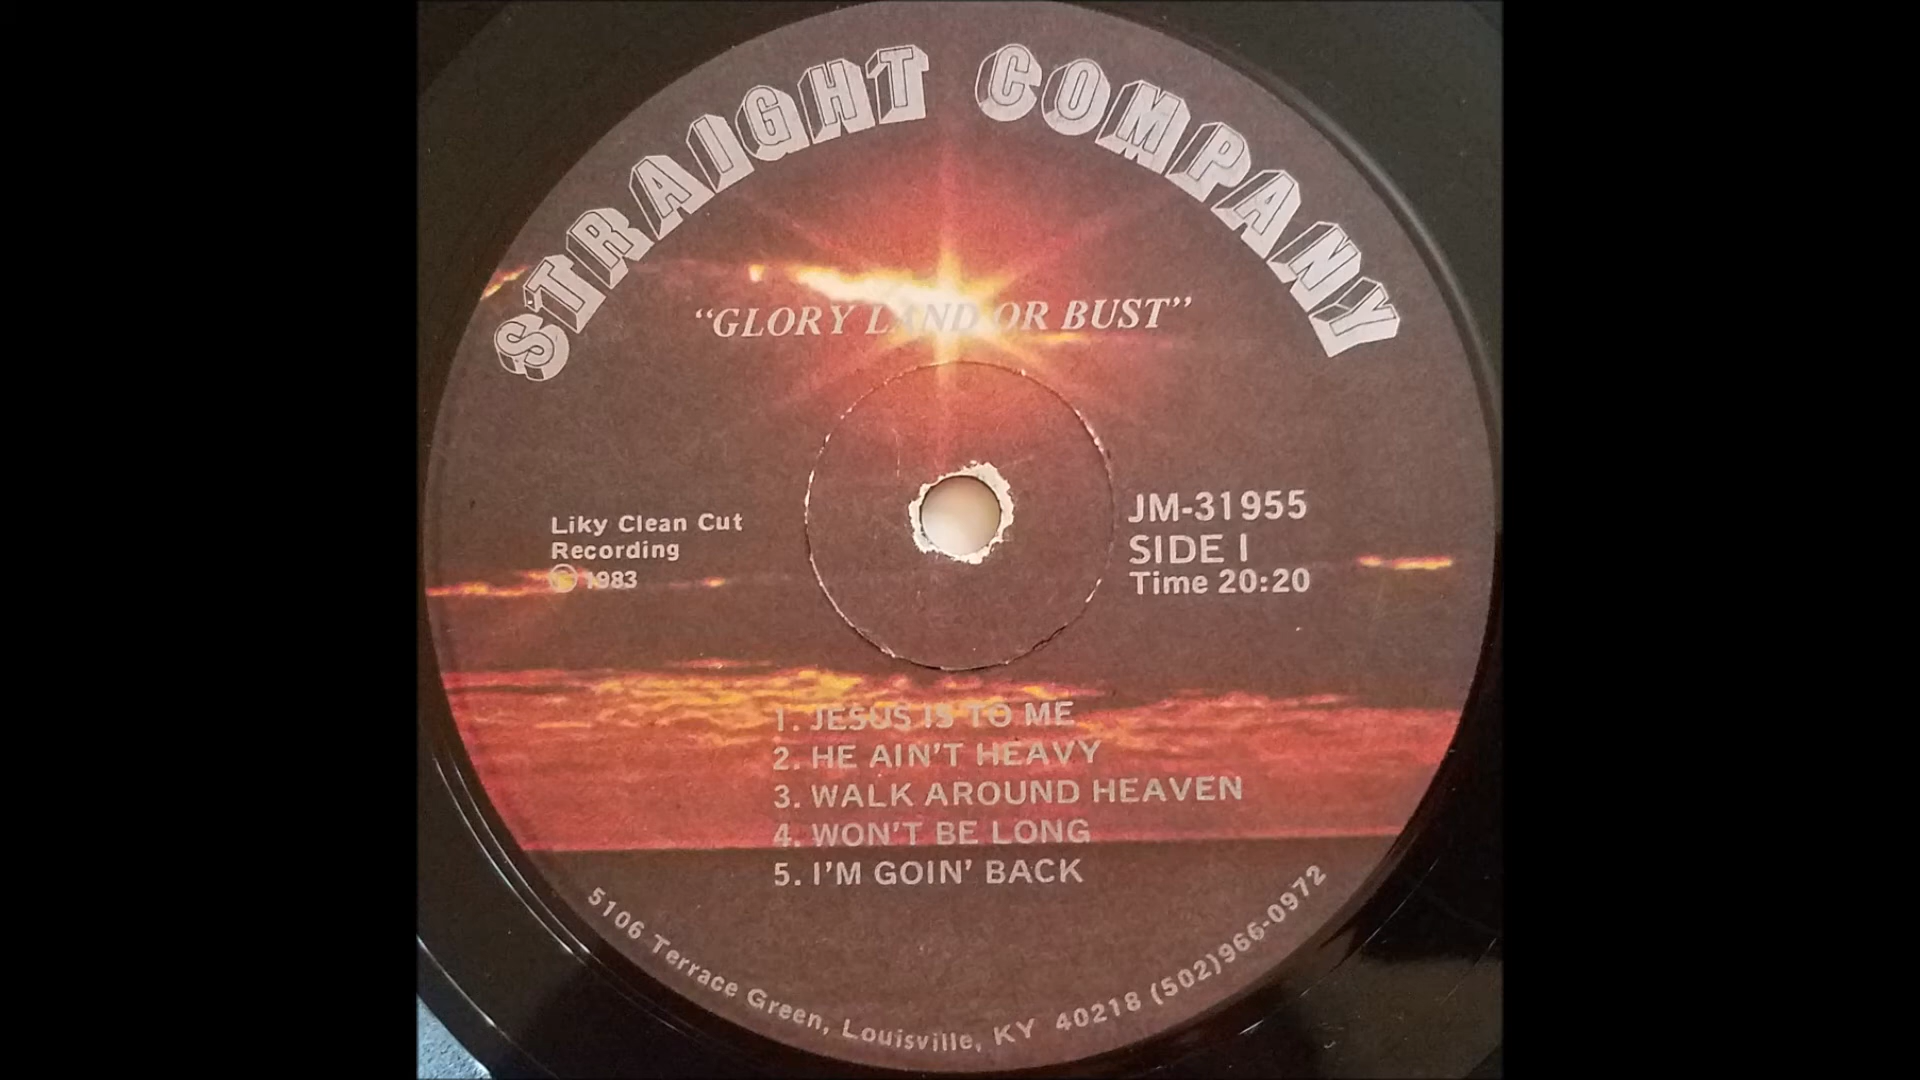 STRAIGHT COMPANY
"GLORY LAND OR BUST"
Liky Clean Cut
Recording
© 1983
JM-31955
SIDE I
Time 20:20
1. JESUS IS TO ME
2. HE AIN'T HEAVY
3. WALK AROUND HEAVEN
4. WON'T BE LONG
5. I'M GOIN' BACK
5106 Terrace Green, Louisville, KY 40218 (502)966-0972